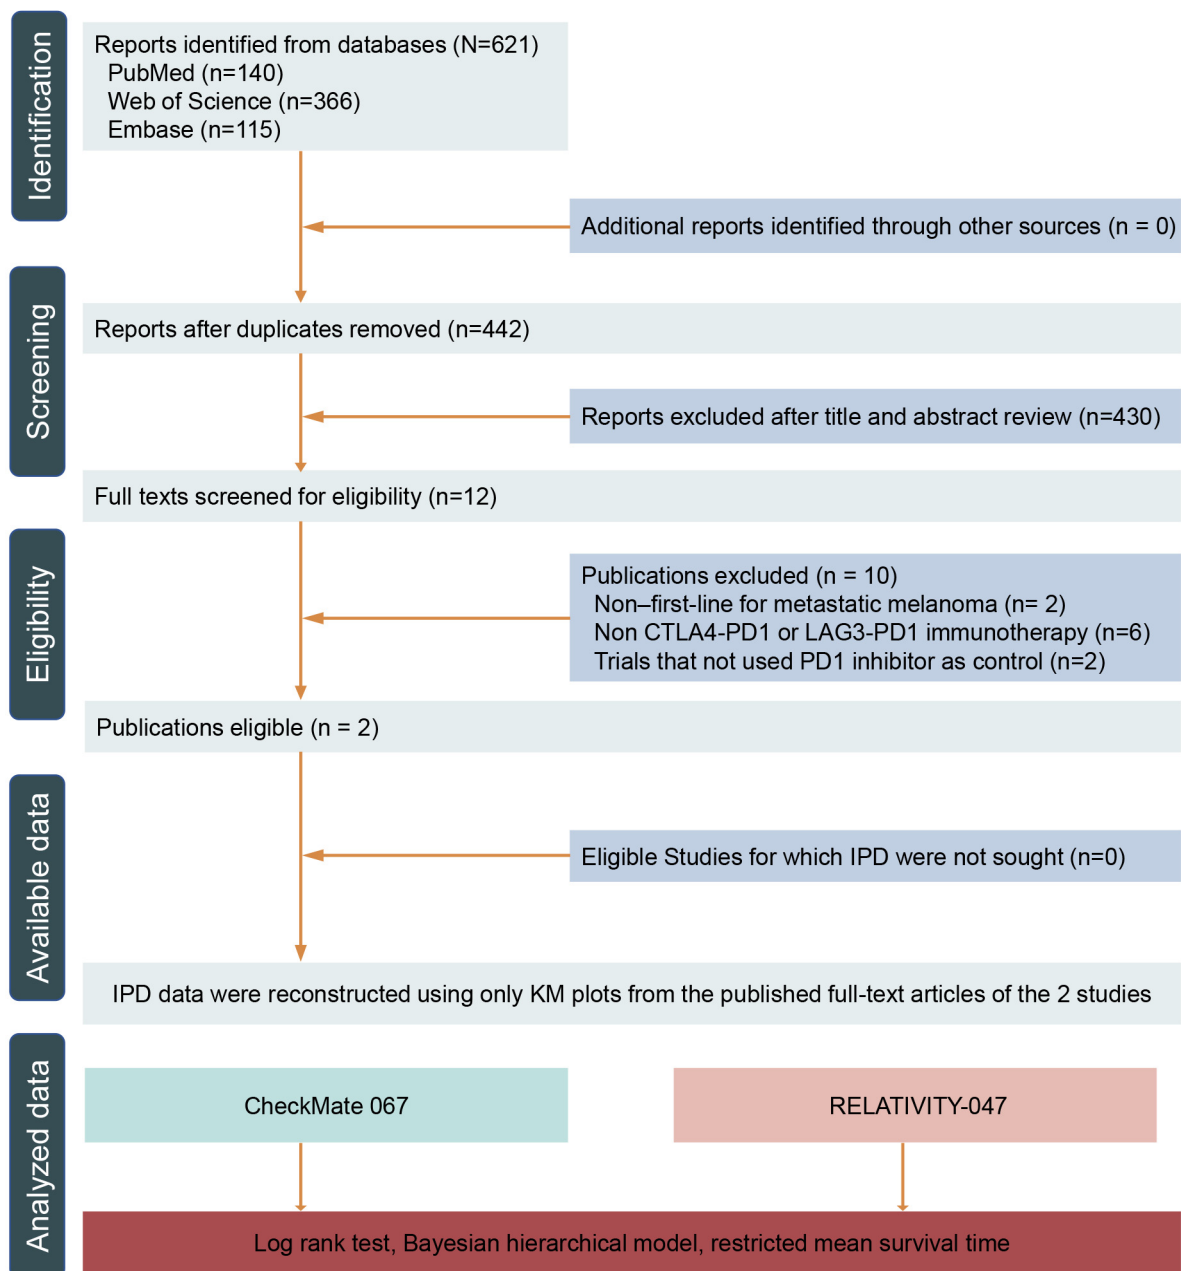 Identification
Reports identified from databases (N=621)
PubMed (n=140)
Web of Science (n=366)
Embase (n=115)
Additional reports identified through other sources (n = 0)
Screening
Reports after duplicates removed (n=442)
Reports excluded after title and abstract review (n=430)
Full texts screened for eligibility (n=12)
Eligibility
Publications excluded (n = 10)
Non–first-line for metastatic melanoma (n= 2)
Non CTLA4-PD1 or LAG3-PD1 immunotherapy (n=6)
Trials that not used PD1 inhibitor as control (n=2)
Publications eligible (n = 2)
Available data
Eligible Studies for which IPD were not sought (n=0)
IPD data were reconstructed using only KM plots from the published full-text articles of the 2 studies
Analyzed data
CheckMate 067
RELATIVITY-047
Log rank test, Bayesian hierarchical model, restricted mean survival time